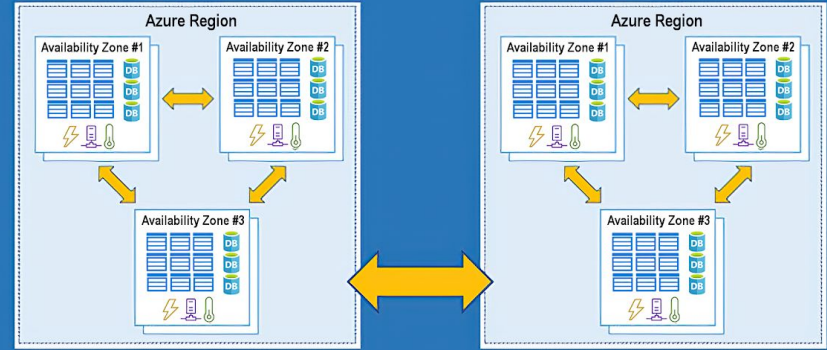 Azure Region
Availability Zone #1
Availability Zone #2
DB
DB
DB
DB
DB
DB
Availability Zone #3
DB
DB
DB
Azure Region
Availability Zone #1
Availability Zone #2
DB
DB
DB
DB
DB
DB
Availability Zone #3
DB
DB
DB